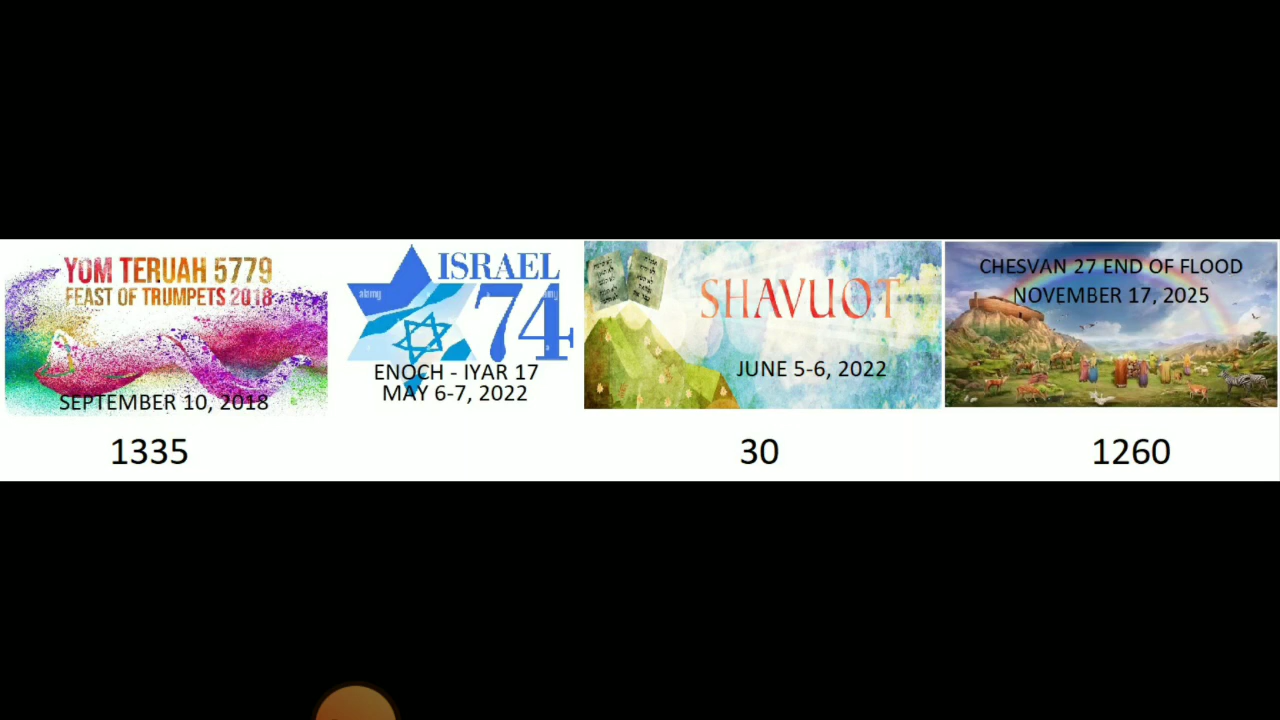 YOM TERUAH 5779
FEAST OF TRUMPETS 2018
SEPTEMBER 10, 2018
1335
ISRAEL
74
alamy
ENOCH - IYAR 17
MAY 6-7, 2022
SHAVUOT
JUNE 5-6, 2022
30
CHESVAN 27 END OF FLOOD
NOVEMBER 17, 2025
1260